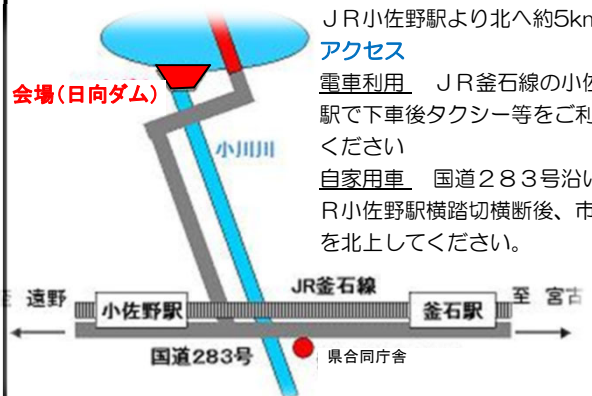 JR小佐野駅より北へ約5km
アクセス
電車利用 JR釜石線の小佐
駅で下車後タクシー等をご利
ください
自家用車 国道283号沿い
R小佐野駅横踏切横断後、市
を北上してください。
会場(日向ダム)
小川川
JR釜石線
遠野
小佐野駅
釜石駅
至 宮古
国道283号
県合同庁舎